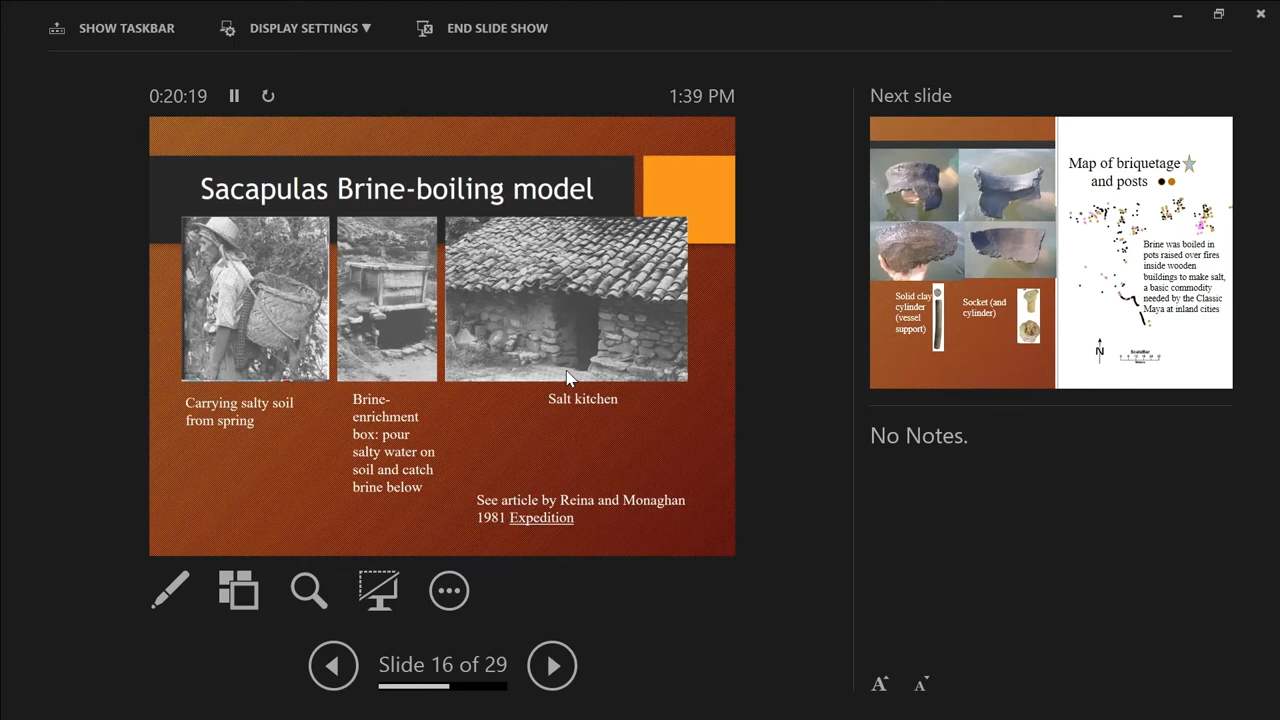 SHOW TASKBAR
DISPLAY SETTINGS ▼
END SLIDE SHOW
0:20:19
1:39 PM
Sacapulas Brine-boiling model
Carrying salty soil
from spring
Brine-
enrichment
box: pour
salty water on
soil and catch
brine below
Salt kitchen
See article by Reina and Monaghan
1981 Expedition
Slide 16 of 29
Next slide
Solid clay
cylinder
(vessel
support)
Socket (and
cylinder)
Map of briquetage
and posts
Brine was boiled in
pots raised over fires
inside wooden
buildings to make salt,
a basic commodity
needed by the Classic
Maya at inland cities
N
ScaleBar
No Notes.
A A